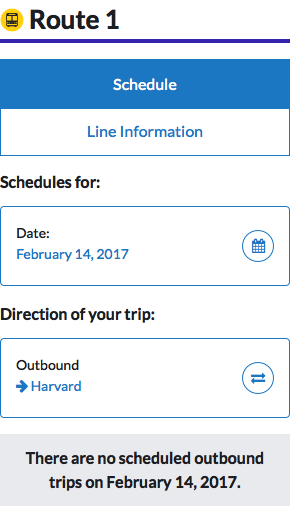 Route 1
Schedule
Line Information
Schedules for:
Date:
February 14, 2017
Direction of your trip:
Outbound
Harvard
There are no scheduled outbound
trips on February 14, 2017.